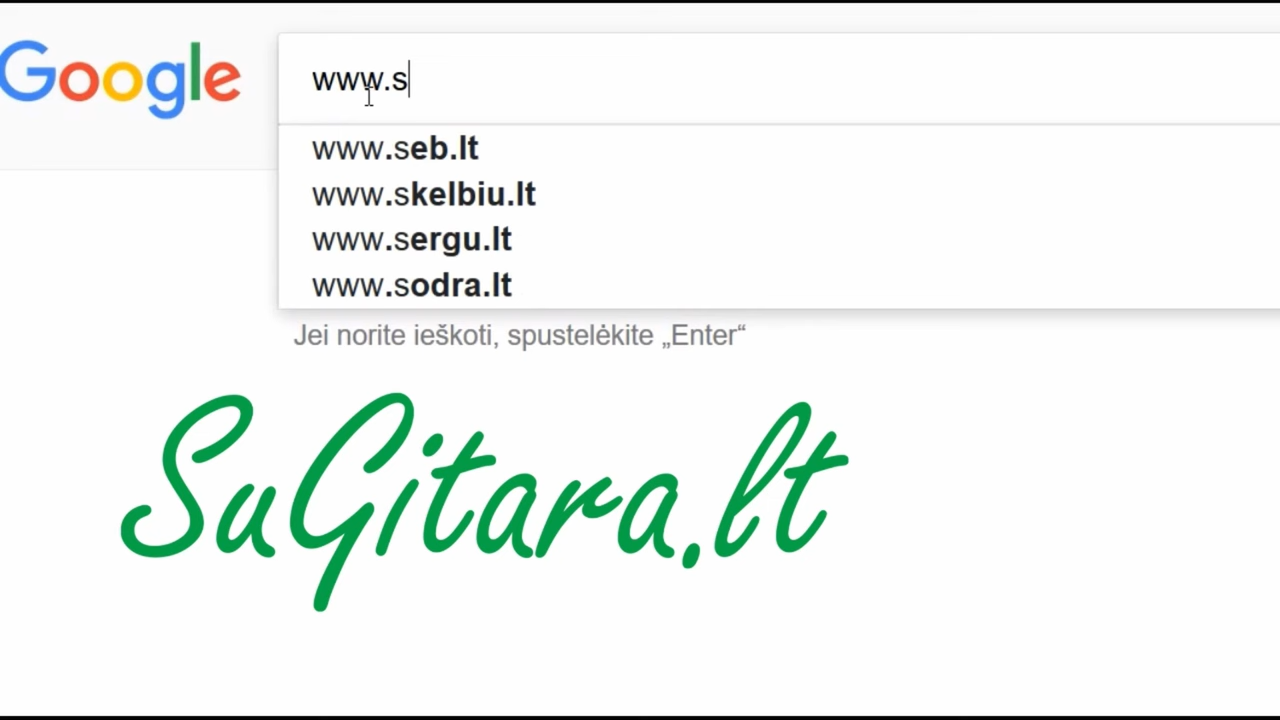 Google
www.s
www.seb.lt
www.skelbiu.lt
www.sergu.lt
www.sodra.lt
Jei norite ieškoti, spustelėkite „Enter“
SuGitara.lt